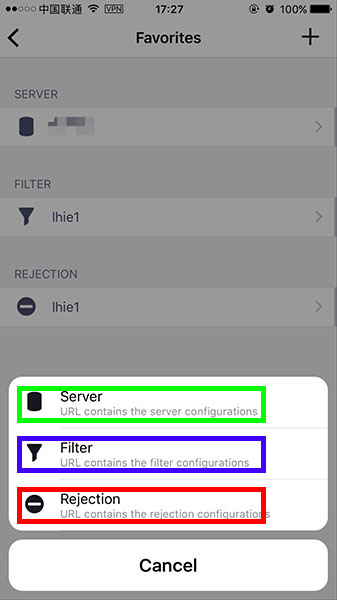 中国联通 VPN 17:27 100%
Favorites
SERVER
FILTER
lhie1
REJECTION
lhie1
Server
URL contains the server configurations
Filter
URL contains the filter configurations
Rejection
URL contains the rejection configurations
Cancel